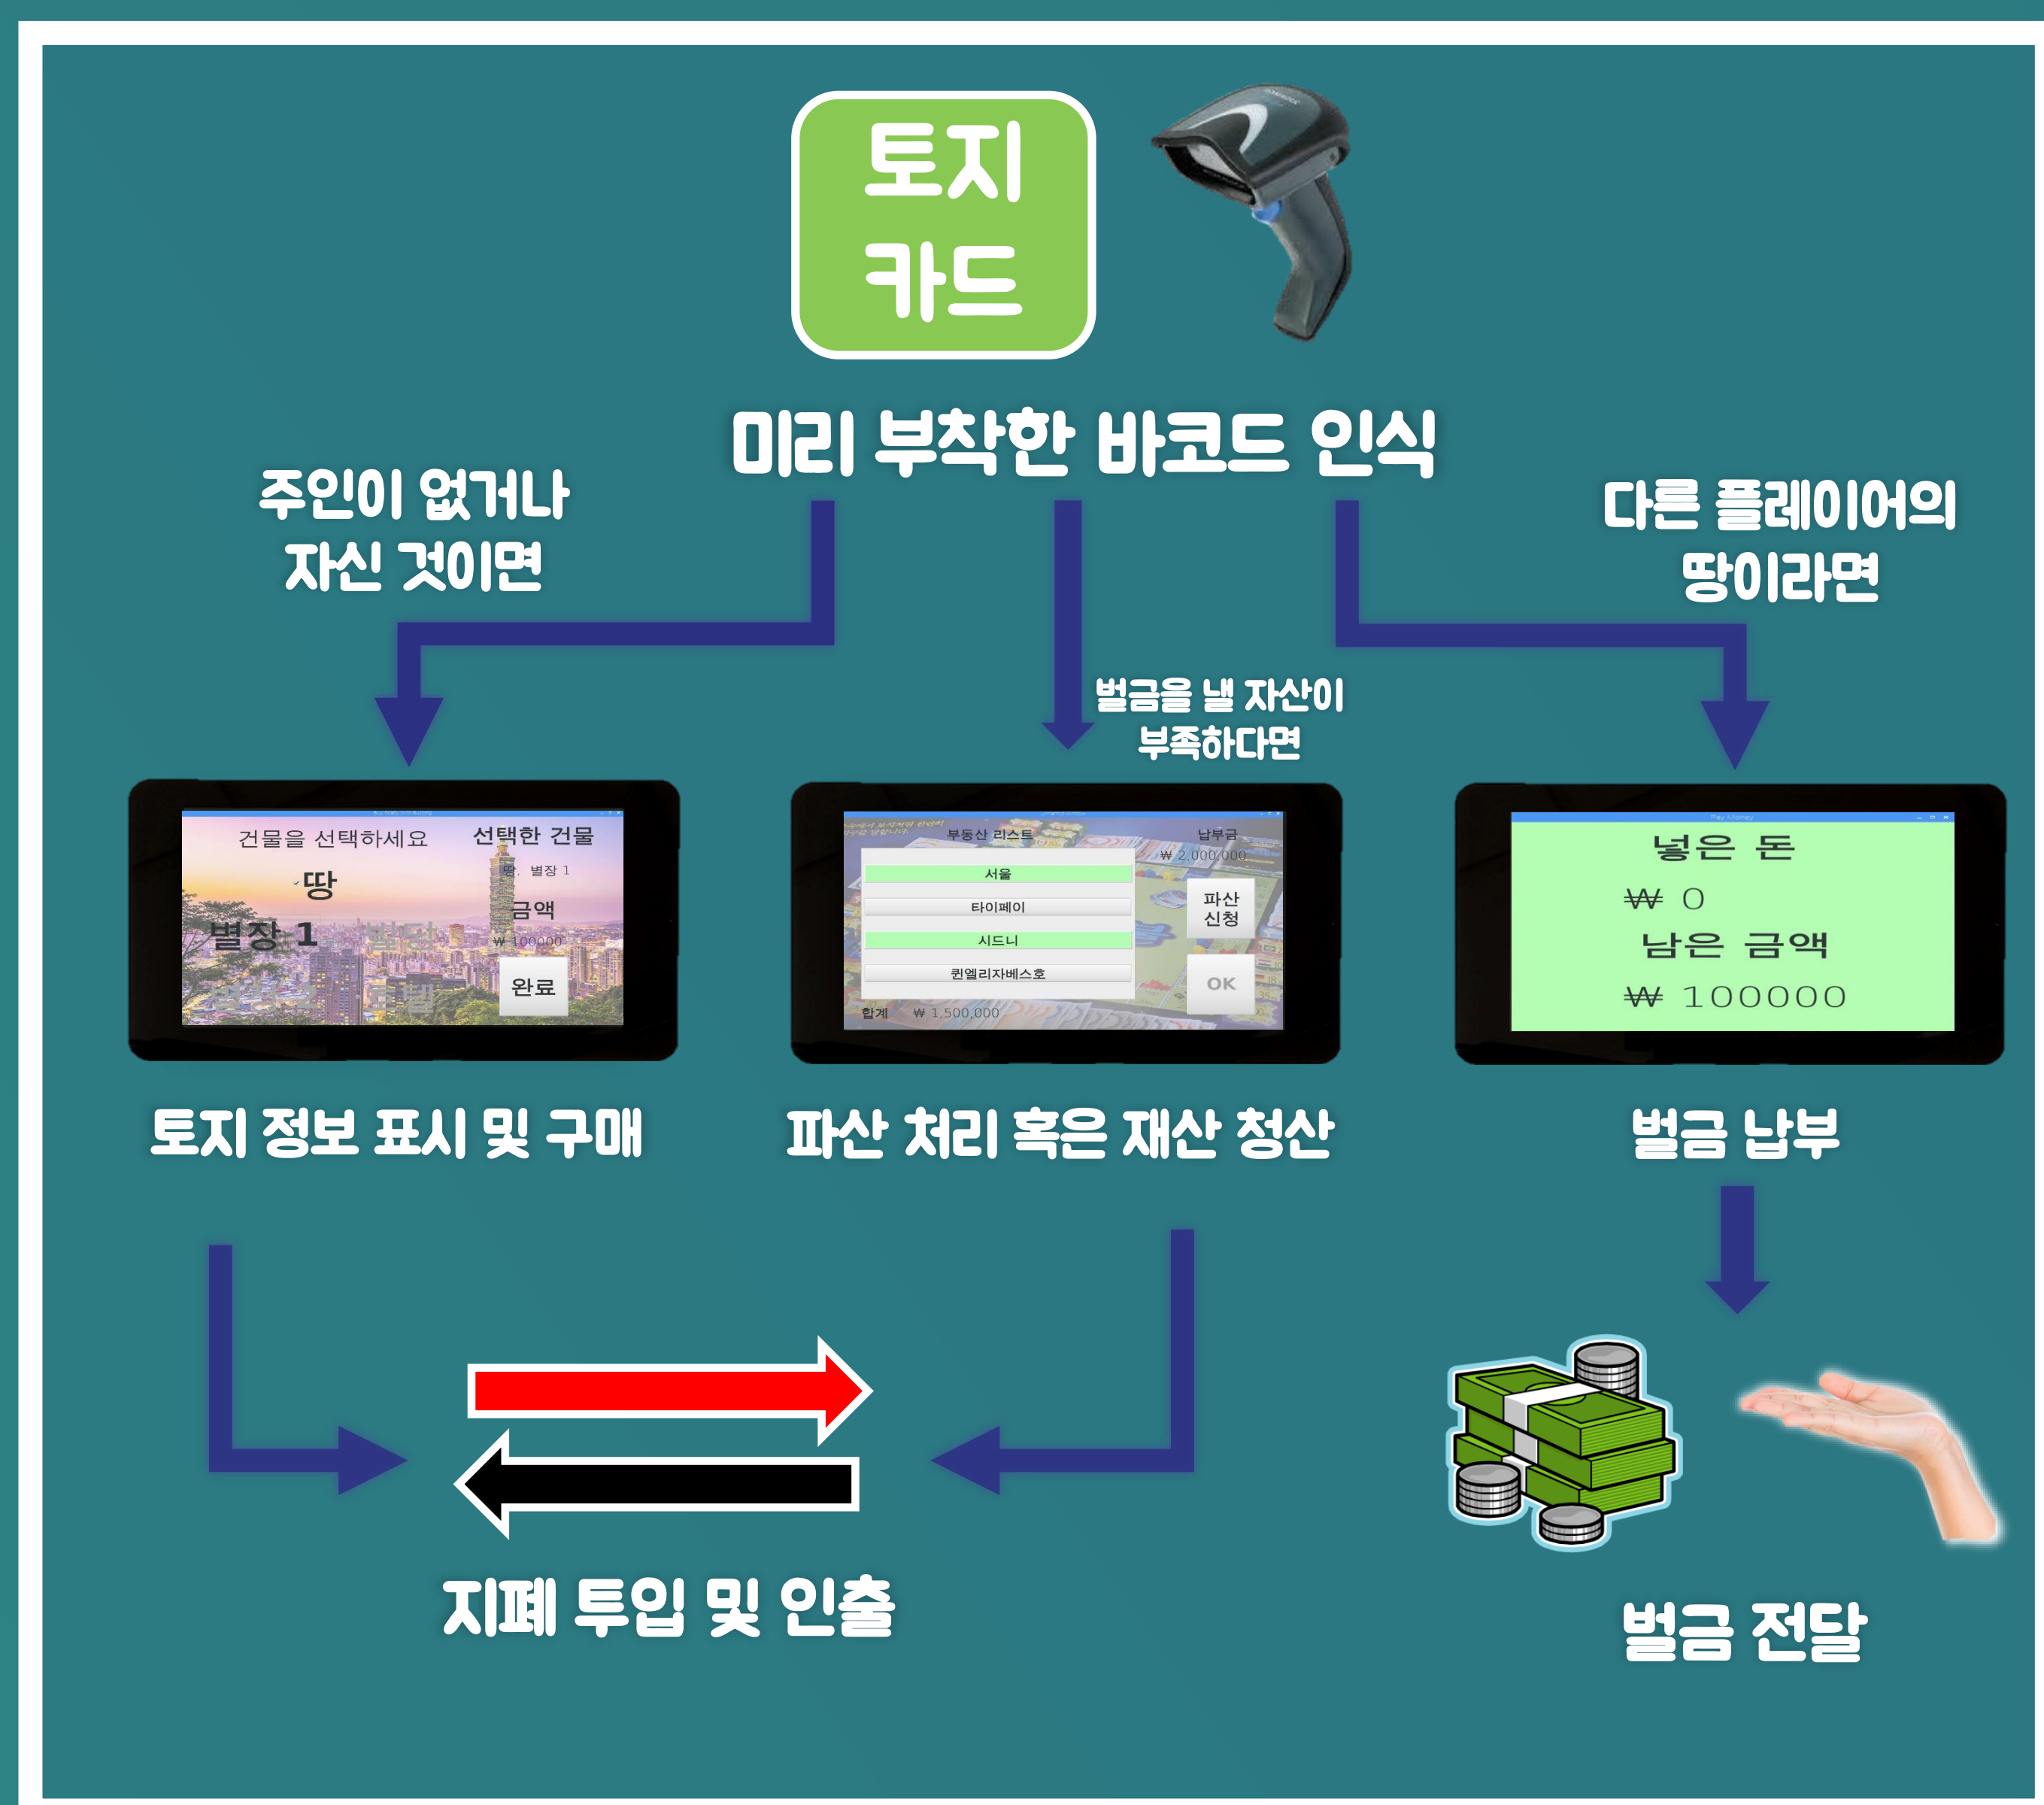 토지
카드
미리 부착한 바코드 인식
주인이 없거나
자신 것이면
다른 플레이어의
땅이라면
벌금을 낼 자산이
부족하다면
건물을 선택하세요
선택한 건물
땅, 별장 1
땅
금액
별장 1 빌딩
₩ 100000
완료
부동산 리스트
납부금
₩ 2,000,000
서울
타이페이
시드니
퀸엘리자베스호
파산
신청
OK
합계 ₩ 1,500,000
Pay Money
넣은 돈
₩ 0
남은 금액
₩ 100000
토지 정보 표시 및 구매
파산 처리 혹은 재산 청산
벌금 납부
지폐 투입 및 인출
벌금 전달